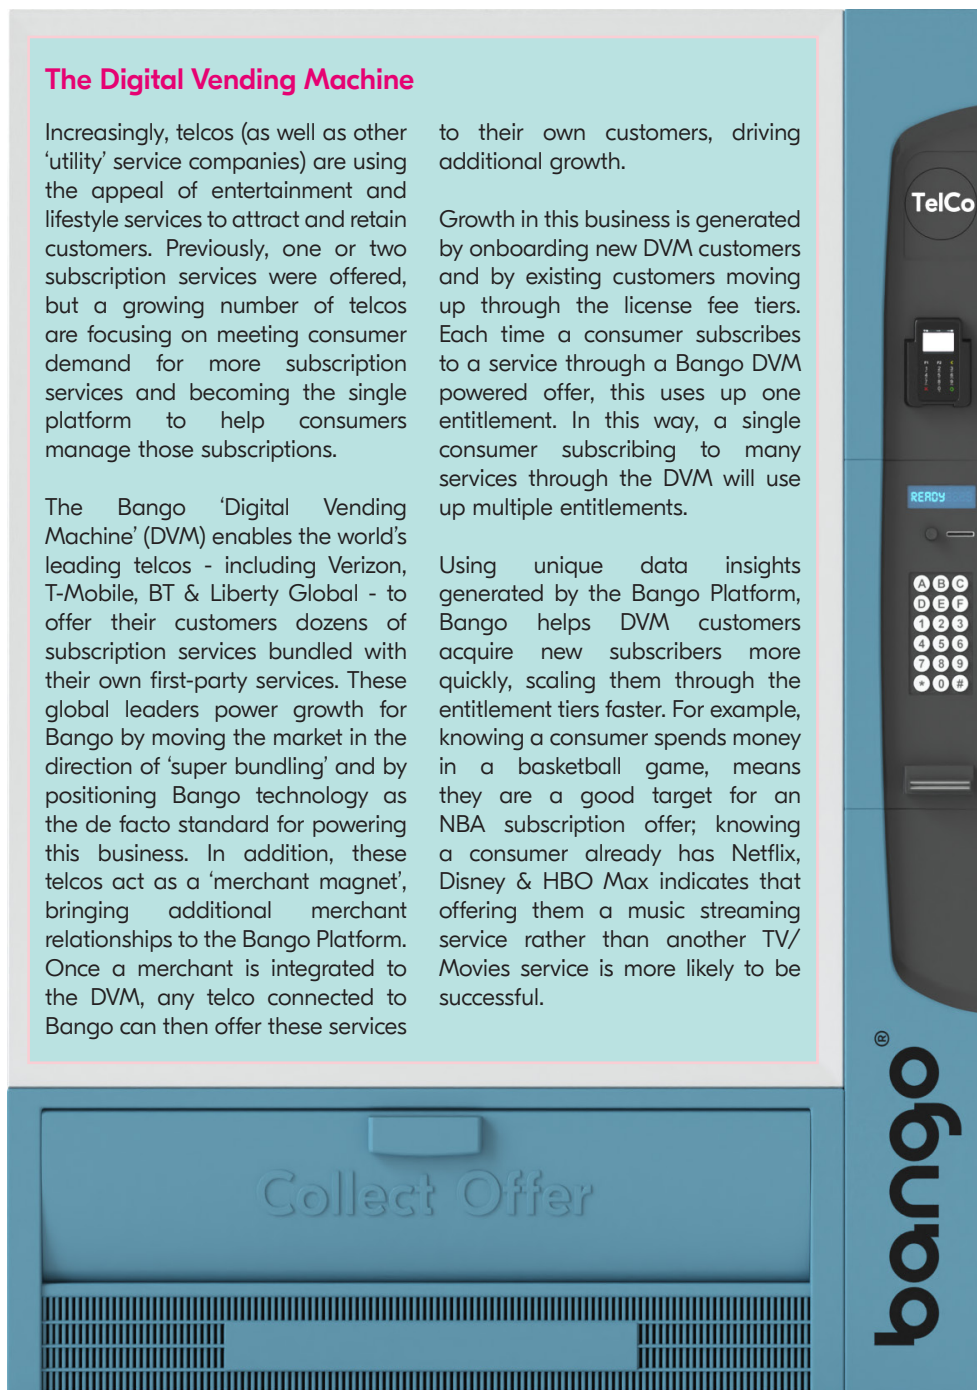 The Digital Vending Machine
Increasingly, telcos (as well as other
‘utility’ service companies) are using
the appeal of entertainment and
lifestyle services to attract and retain
customers. Previously, one or two
subscription services were offered,
but a growing number of telcos
are focusing on meeting consumer
demand for more subscription
services and becoming the single
platform to help consumers
manage those subscriptions.
The Bango ‘Digital Vending
Machine’ (DVM) enables the world’s
leading telcos - including Verizon,
T-Mobile, BT & Liberty Global - to
offer their customers dozens of
subscription services bundled with
their own first-party services. These
global leaders power growth for
Bango by moving the market in the
direction of ‘super bundling’ and by
positioning Bango technology as
the de facto standard for powering
this business. In addition, these
telcos act as a ‘merchant magnet’,
bringing additional merchant
relationships to the Bango Platform.
Once a merchant is integrated to
the DVM, any telco connected to
Bango can then offer these services
to their own customers, driving
additional growth.
Growth in this business is generated
by onboarding new DVM customers
and by existing customers moving
up through the license fee tiers.
Each time a consumer subscribes
to a service through a Bango DVM
powered offer, this uses up one
entitlement. In this way, a single
consumer subscribing to many
services through the DVM will use
up multiple entitlements.
Using unique data insights
generated by the Bango Platform,
Bango helps DVM customers
acquire new subscribers more
quickly, scaling them through the
entitlement tiers faster. For example,
knowing a consumer spends money
in a basketball game, means
they are a good target for an
NBA subscription offer; knowing
a consumer already has Netflix,
Disney & HBO Max indicates that
offering them a music streaming
service rather than another TV/
Movies service is more likely to be
successful.
TelCo
READY
A B C
D E F
1 2 3
4 5 6
7 8 9
* 0 #
bango®
Collect Offer